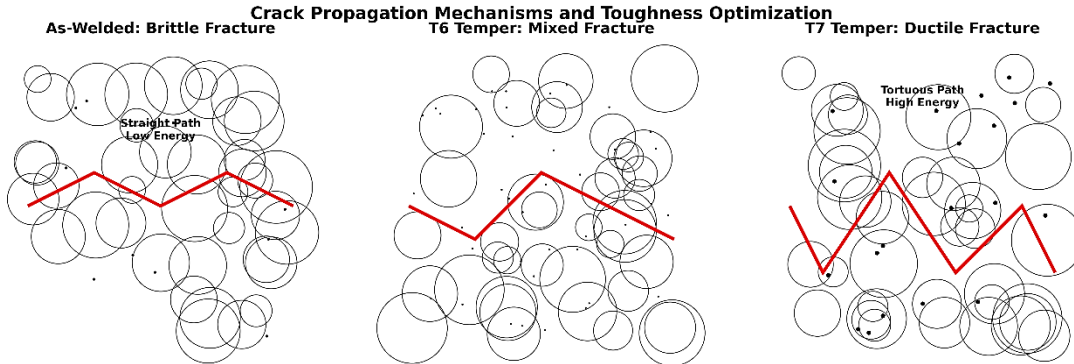 Crack Propagation Mechanisms and Toughness Optimization
As-Welded: Brittle Fracture
Straight Path
Low Energy
T6 Temper: Mixed Fracture
T7 Temper: Ductile Fracture
Tortuous Path
High Energy